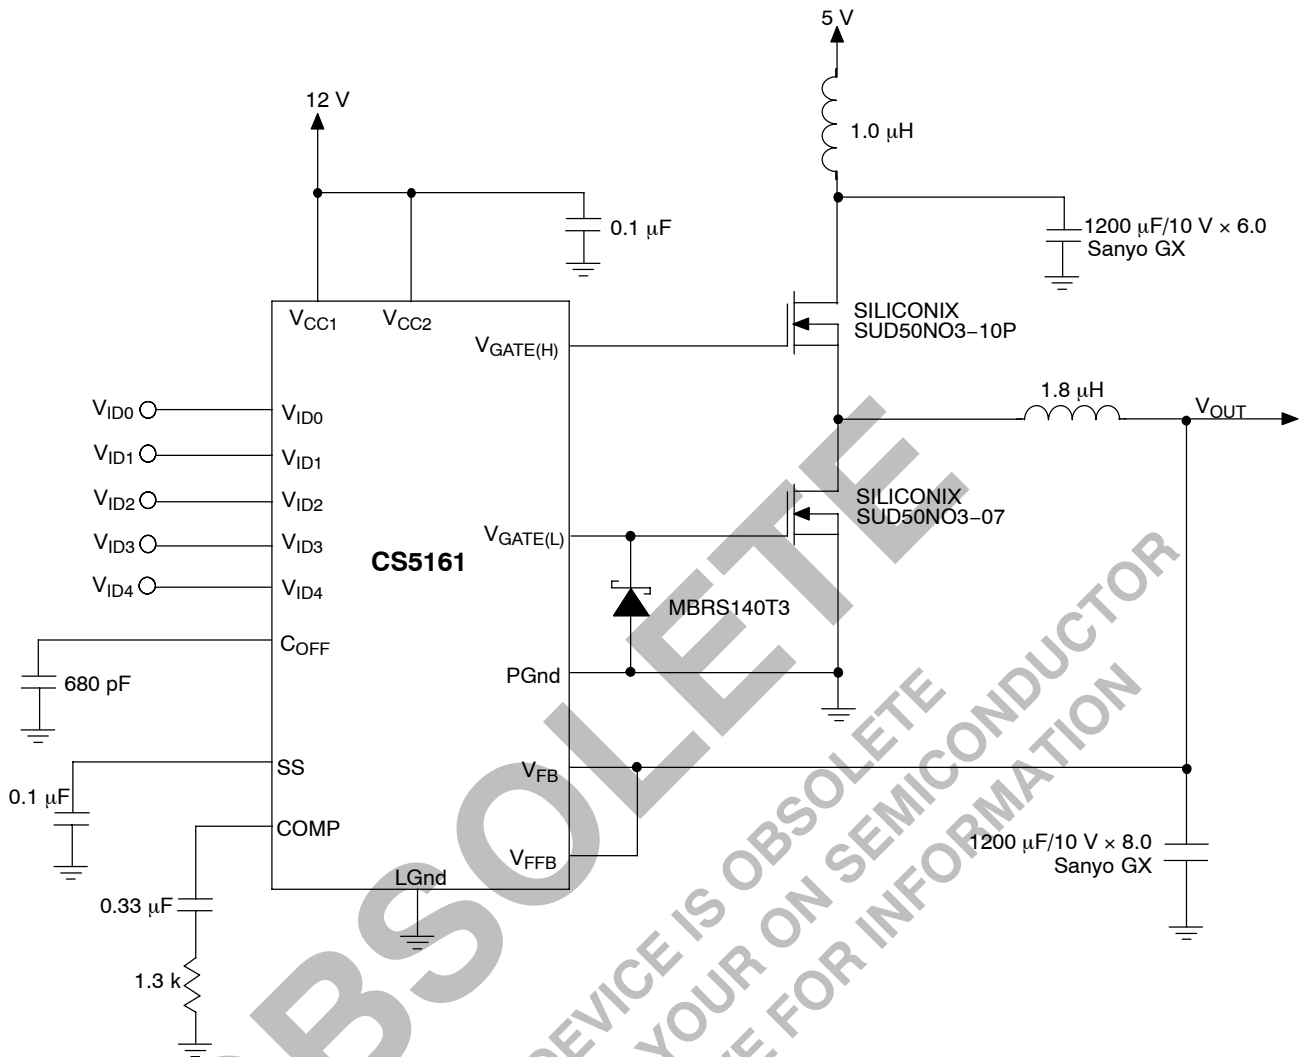 5 V
12 V
1.0 μH
0.1 μF
1200 μF/10 V × 6.0
Sanyo GX
VCC1
VCC2
VGATE(H)
SILICONIX
SUD50NO3−10P
1.8 μH
VOUT
VID0
VID0
VID1
VID1
VID2
VID2
VID3
VID3
VID4
VID4
CS5161
SILICONIX
SUD50NO3−07
VGATE(L)
MBRS140T3
COFF
680 pF
PGnd
SS
0.1 μF
VFB
COMP
VFFB
1200 μF/10 V × 8.0
Sanyo GX
LGnd
0.33 μF
1.3 k
OBSOLETE
DEVICE IS OBSOLETE
YOUR ON SEMICONDUCTOR
FOR INFORMATION